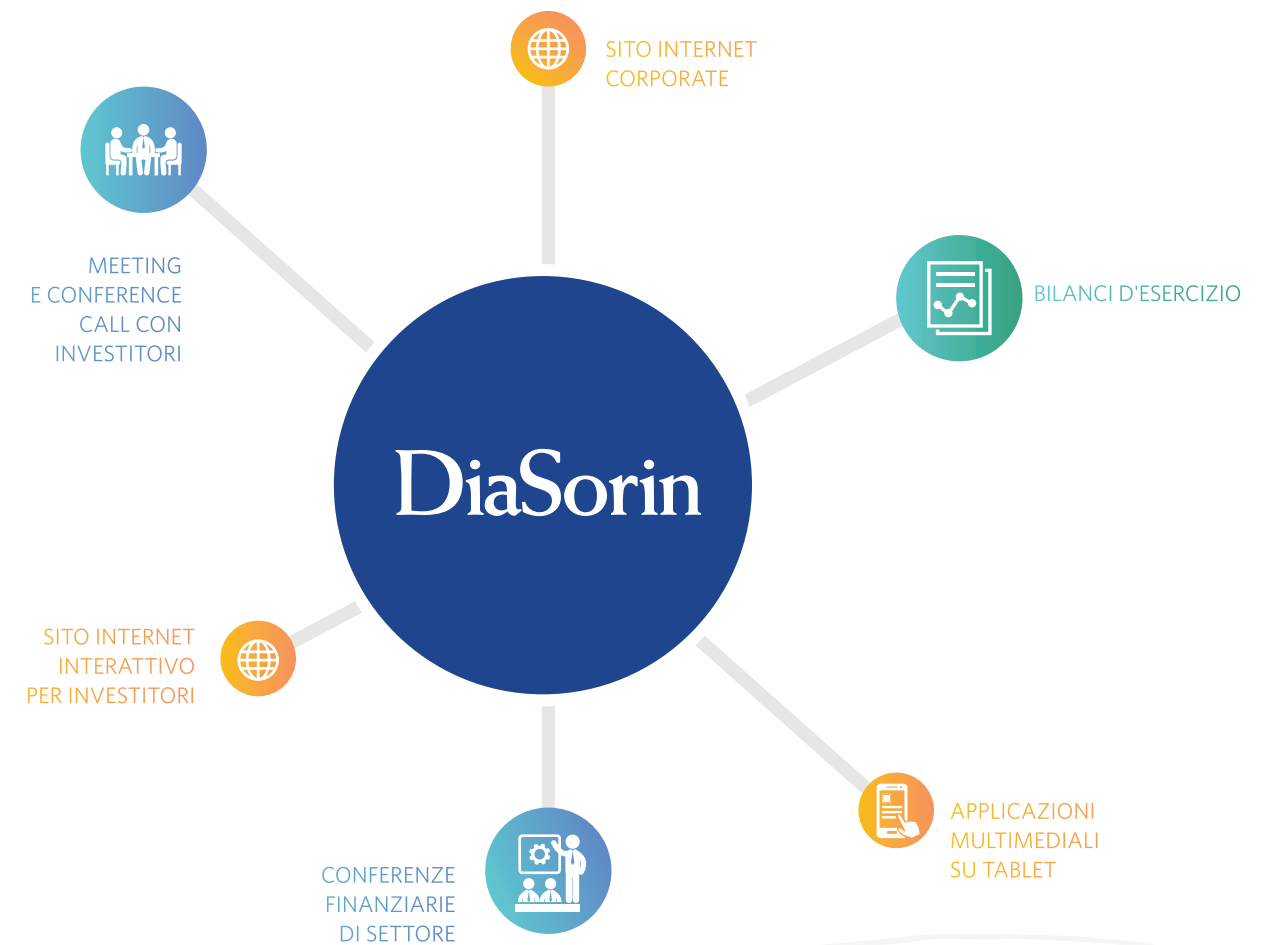 SITO INTERNET
CORPORATE
MEETING
E CONFERENCE
CALL CON
INVESTITORI
BILANCI D'ESERCIZIO
DiaSorin
SITO INTERNET
INTERATTIVO
PER INVESTITORI
APPLICAZIONI
MULTIMEDIALI
SU TABLET
CONFERENZE
FINANZIARIE
DI SETTORE